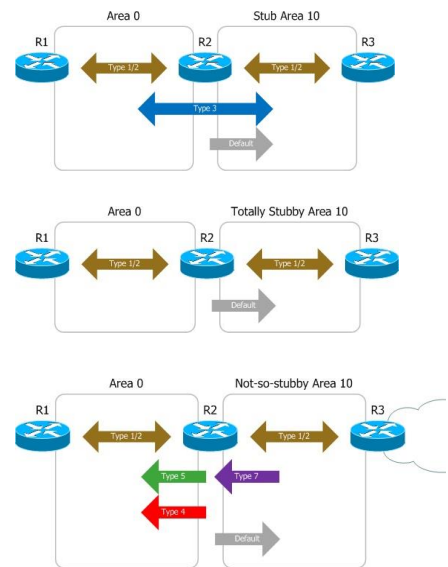 Area 0
Stub Area 10
R1
R2
R3
Type 1/2
Type 1/2
Type 3
Default
Area 0
Totally Stubby Area 10
R1
R2
R3
Type 1/2
Type 1/2
Default
Area 0
Not-so-stubby Area 10
R1
R2
R3
Type 1/2
Type 1/2
Type 5
Type 7
Type 4
Default